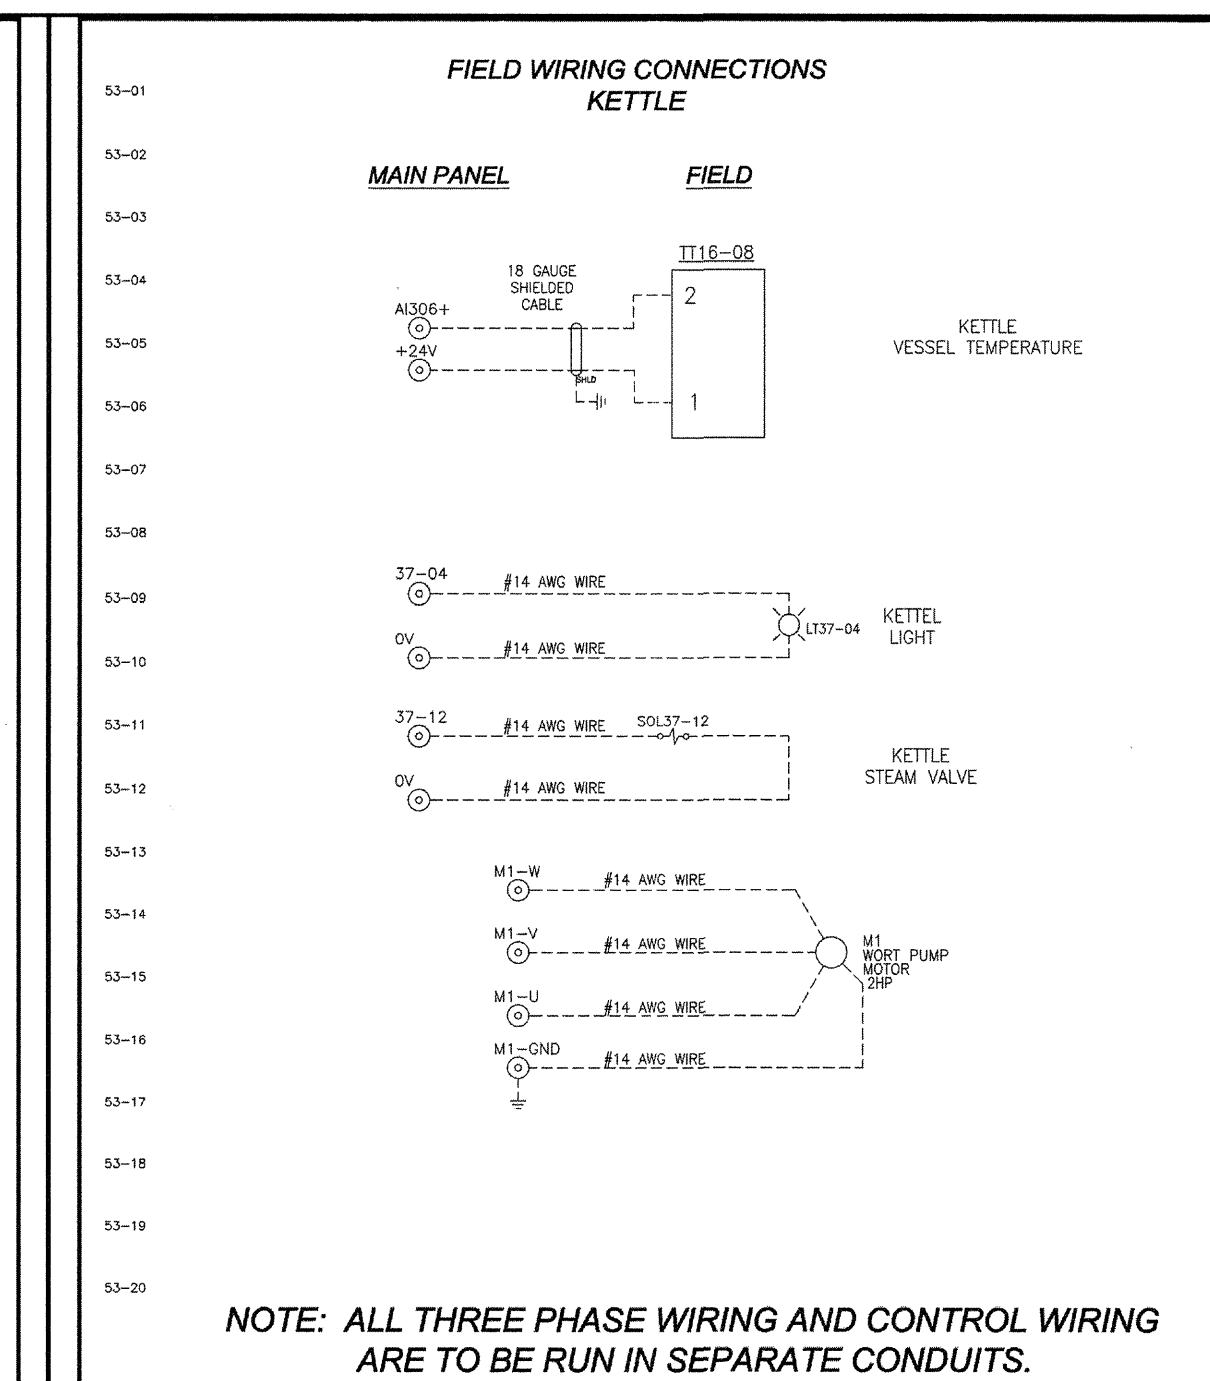 FIELD WIRING CONNECTIONS
KETTLE
MAIN PANEL
FIELD
53-01
53-02
53-03
53-04
53-05
53-06
53-07
53-08
53-09
53-10
53-11
53-12
53-13
53-14
53-15
53-16
53-17
53-18
53-19
53-20
TT16-08
18 GAUGE
SHIELDED
CABLE
AI306+
+24V
SHLD
2
1
KETTLE
VESSEL TEMPERATURE
37-04
#14 AWG WIRE
LT37-04
KETTEL
LIGHT
0V
#14 AWG WIRE
37-12
#14 AWG WIRE
SOL37-12
KETTLE
STEAM VALVE
0V
#14 AWG WIRE
M1-W
#14 AWG WIRE
M1-V
#14 AWG WIRE
M1
WORT PUMP
MOTOR
2HP
M1-U
#14 AWG WIRE
M1-GND
#14 AWG WIRE
NOTE: ALL THREE PHASE WIRING AND CONTROL WIRING
ARE TO BE RUN IN SEPARATE CONDUITS.